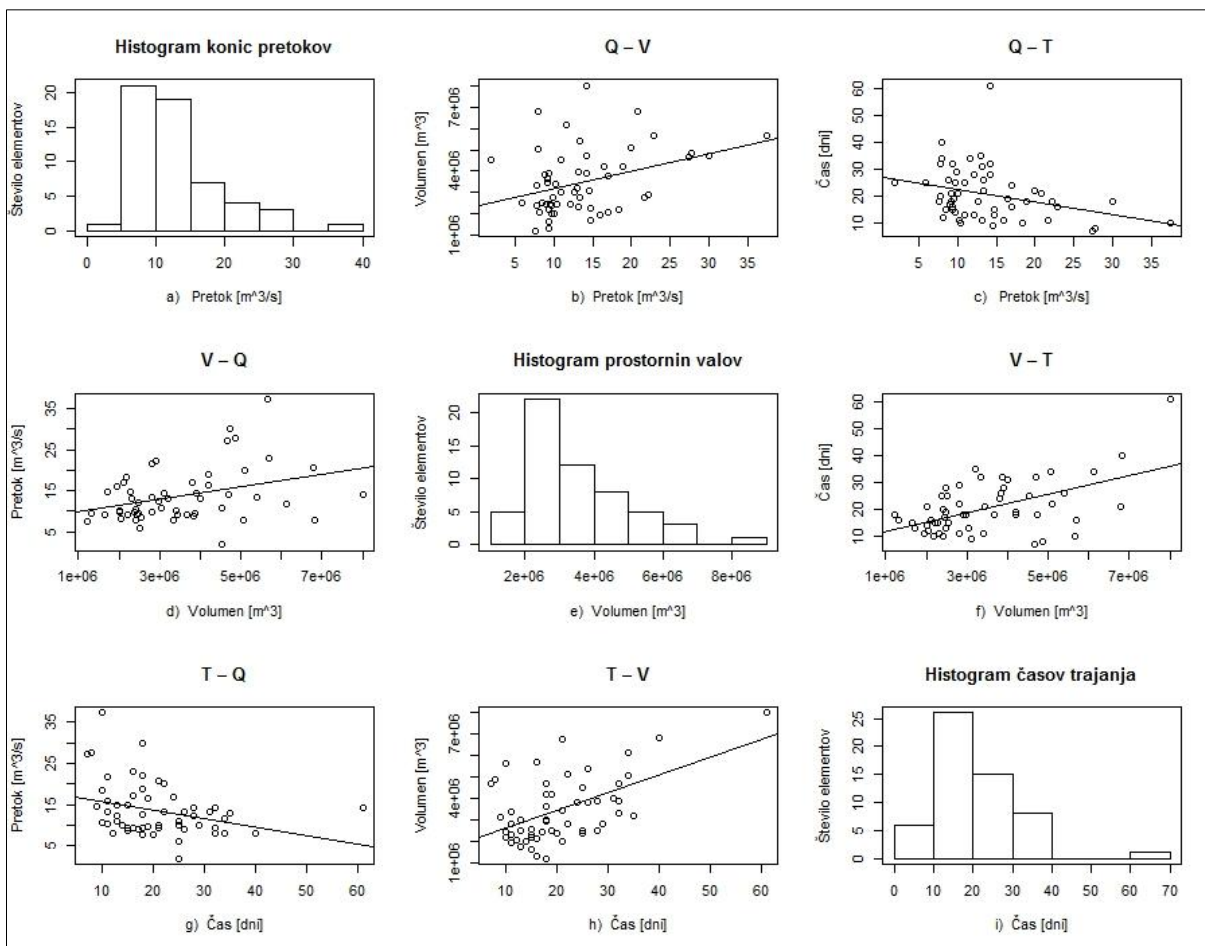 Histogram konic pretokov
Število elementov
20
15
10
5
0
0 10 20 30 40
a) Pretok [m^3/s]
Q – V
Volumen [m^3]
7e+06
4e+06
1e+06
5 10 15 20 25 30 35
b) Pretok [m^3/s]
Q – T
Čas [dni]
60
50
40
30
20
10
5 10 15 20 25 30 35
c) Pretok [m^3/s]
V – Q
Pretok [m^3/s]
35
25
15
5
1e+06 3e+06 5e+06 7e+06
d) Volumen [m^3]
Histogram prostornin valov
Število elementov
20
15
10
5
0
2e+06 4e+06 6e+06 8e+06
e) Volumen [m^3]
V – T
Čas [dni]
60
50
40
30
20
10
1e+06 3e+06 5e+06 7e+06
f) Volumen [m^3]
T – Q
Pretok [m^3/s]
35
25
15
5
10 20 30 40 50 60
g) Čas [dni]
T – V
Volumen [m^3]
7e+06
4e+06
1e+06
10 20 30 40 50 60
h) Čas [dni]
Histogram časov trajanja
Število elementov
25
20
15
10
5
0
0 10 20 30 40 50 60 70
i) Čas [dni]